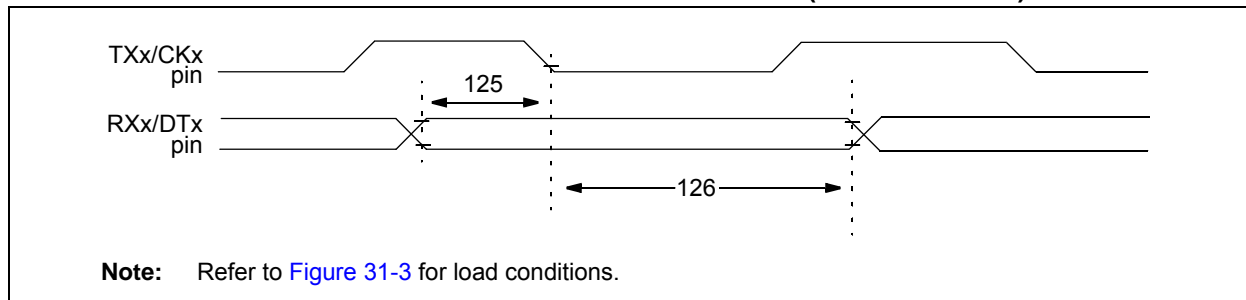 TXx/CKx
pin
125
RXx/DTx
pin
126
Note: Refer to Figure 31-3 for load conditions.